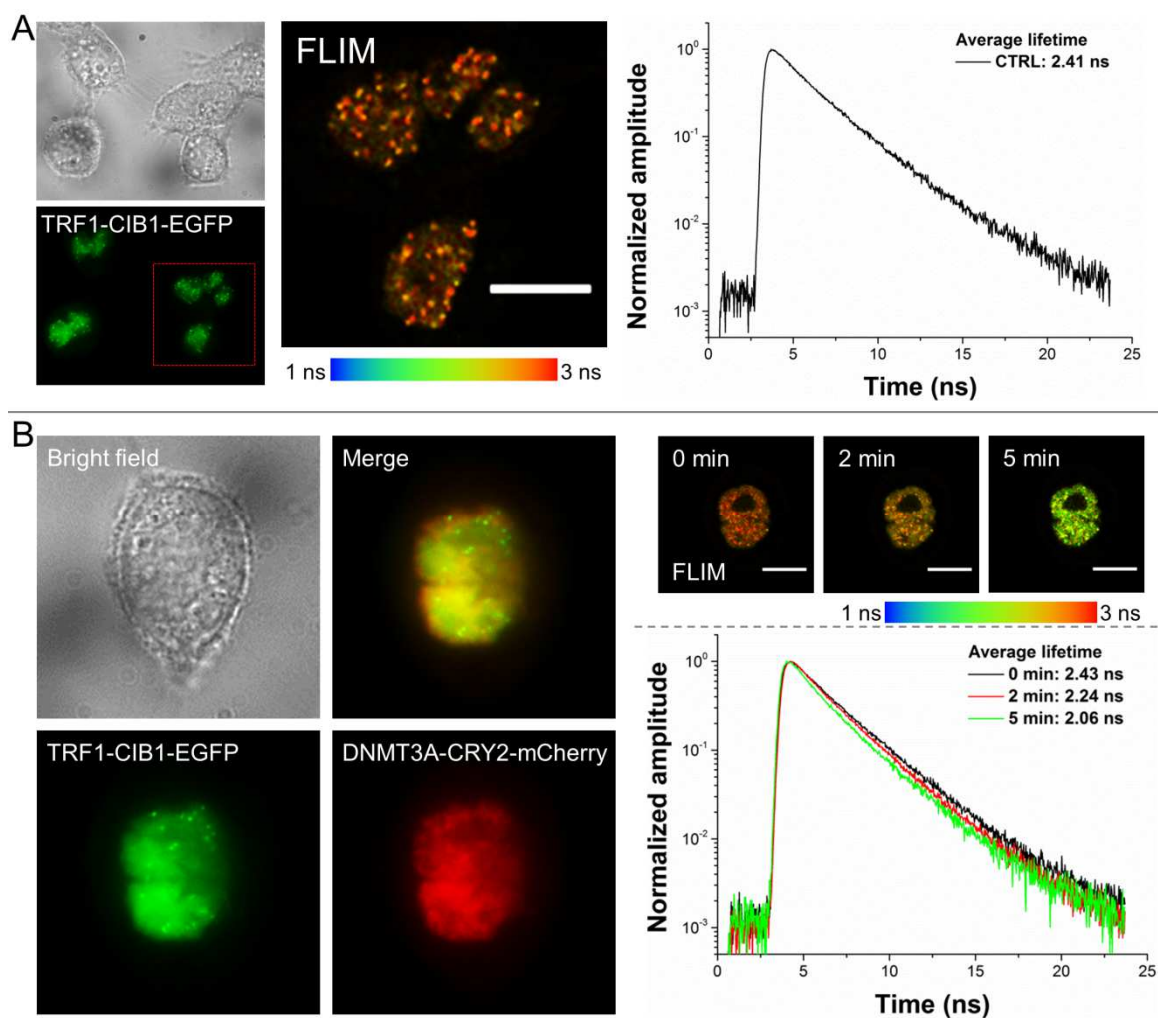 A
TRF1-CIB1-EGFP
FLIM
1 ns
3 ns
Normalized amplitude
10⁰
10⁻¹
10⁻²
10⁻³
Average lifetime
CTRL: 2.41 ns
0
5
10
15
20
25
Time (ns)
B
Bright field
Merge
TRF1-CIB1-EGFP
DNMT3A-CRY2-mCherry
0 min
2 min
5 min
FLIM
1 ns
3 ns
Normalized amplitude
10⁰
10⁻¹
10⁻²
10⁻³
Average lifetime
0 min: 2.43 ns
2 min: 2.24 ns
5 min: 2.06 ns
0
5
10
15
20
25
Time (ns)